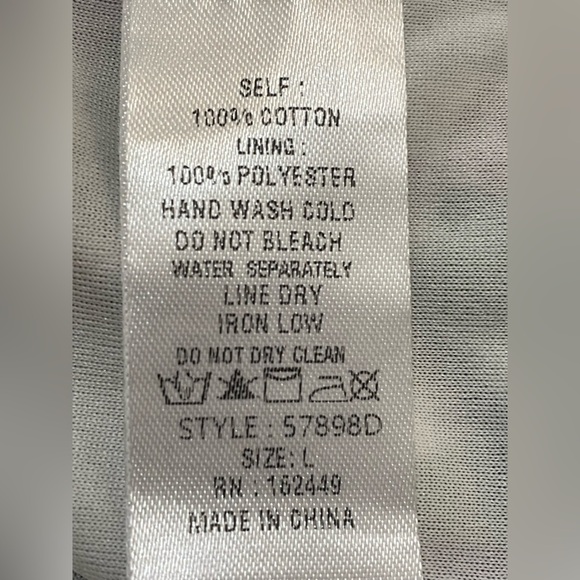 SELF :
100% COTTON
LINING :
100% POLYESTER
HAND WASH COLD
DO NOT BLEACH
WATER SEPARATELY
LINE DRY
IRON LOW
DO NOT DRY CLEAN
STYLE : 57898D
SIZE: L
RN : 162449
MADE IN CHINA